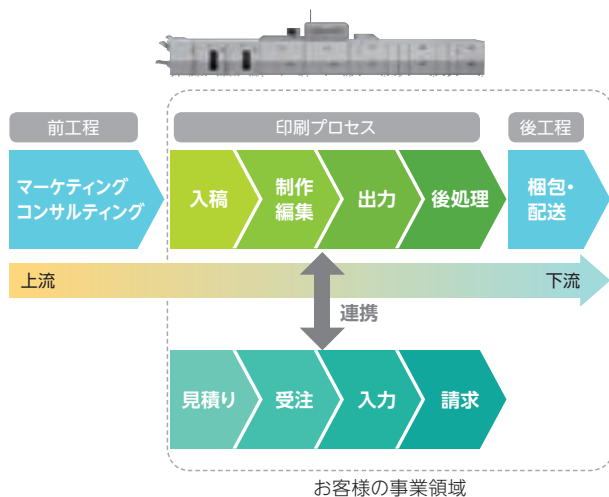 前工程
印刷プロセス
後工程
マーケティング
コンサルティング
入稿
制作
編集
出力
後処理
梱包・
配送
上流
下流
連携
見積り
受注
入力
請求
お客様の事業領域